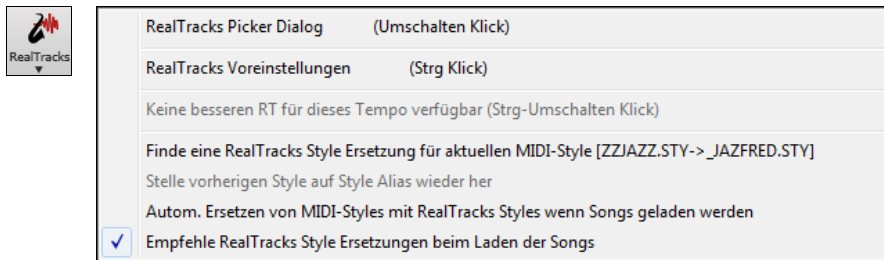 RealTracks
RealTracks Picker Dialog (Umschalten Klick)
RealTracks Voreinstellungen (Strg Klick)
Keine besseren RT für dieses Tempo verfügbar (Strg-Umschalten Klick)
Finde eine RealTracks Style Ersetzung für aktuellen MIDI-Style [ZZJAZZ.STY->_JAZFRED.STY]
Stelle vorherigen Style auf Style Alias wieder her
Autom. Ersetzen von MIDI-Styles mit RealTracks Styles wenn Songs geladen werden
Empfehle RealTracks Style Ersetzungen beim Laden der Songs